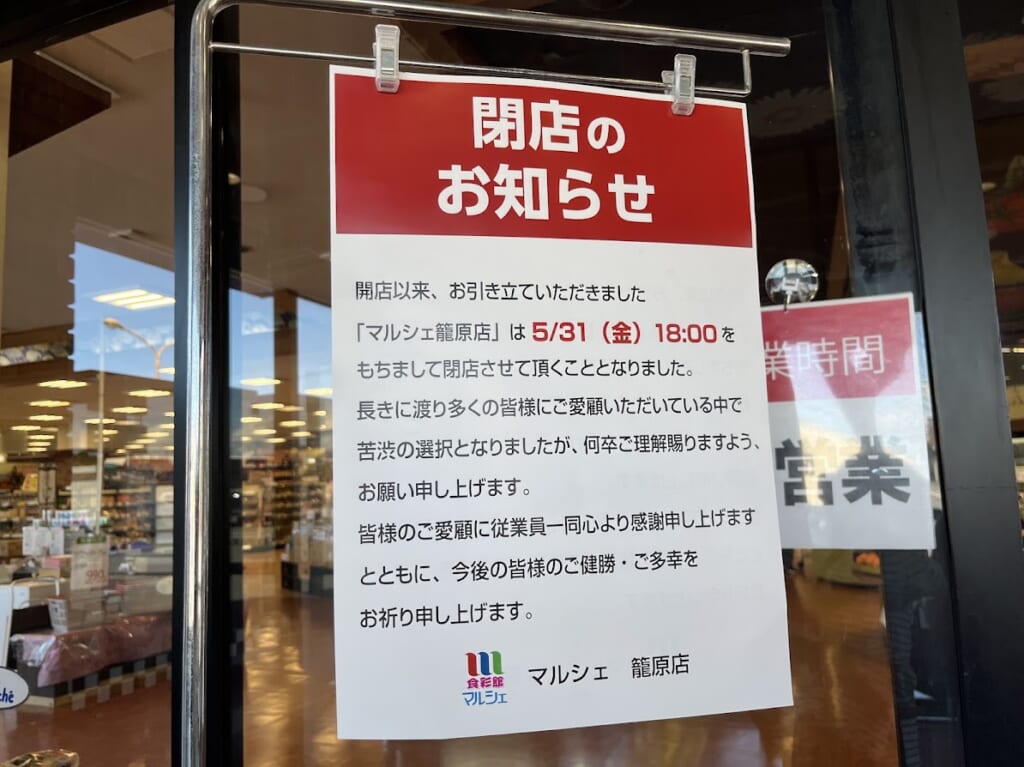 閉店の
お知らせ
開店以来、お引き立ていただきました
「マルシェ籠原店」は 5/31（金）18:00を
もちまして閉店させて頂くこととなりました。
長きに渡り多くの皆様にご愛顧いただいている中で
苦渋の選択となりましたが、何卒ご理解賜りますよう、
お願い申し上げます。
皆様のご愛顧に従業員一同心より感謝申し上げます
とともに、今後の皆様のご健勝・ご多幸を
お祈り申し上げます。
食彩館
マルシェ
マルシェ 籠原店
業時間
営業